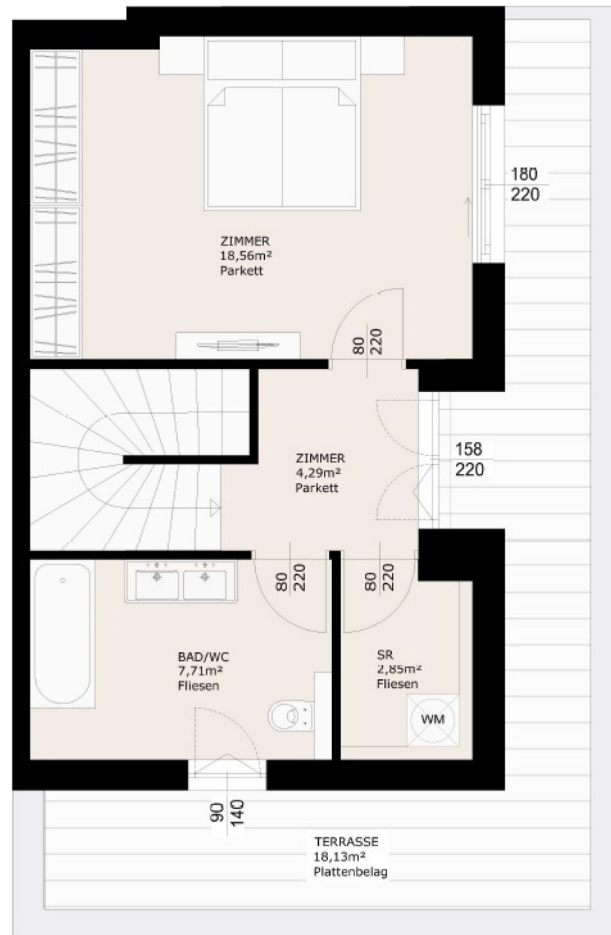 180
220
ZIMMER
18,56m²
Parkett
80
220
158
220
ZIMMER
4,29m²
Parkett
80
220
80
220
BAD/WC
7,71m²
Fliesen
SR
2,85m²
Fliesen
WM
90
140
TERRASSE
18,13m²
Plattenbelag